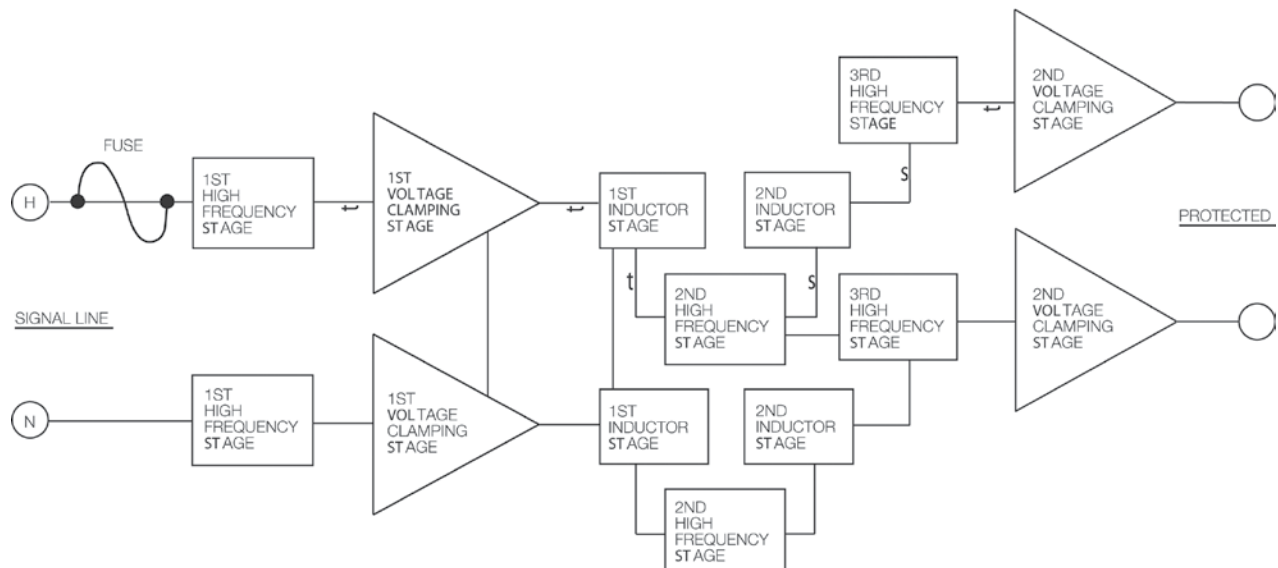 3RD
HIGH
FREQUENCY
STAGE
t
2ND
VOLTAGE
CLAMPING
STAGE
s
FUSE
H
1ST
HIGH
FREQUENCY
STAGE
t
1ST
VOLTAGE
CLAMPING
STAGE
t
1ST
INDUCTOR
STAGE
2ND
INDUCTOR
STAGE
PROTECTED
t
s
2ND
HIGH
FREQUENCY
STAGE
3RD
HIGH
FREQUENCY
STAGE
2ND
VOLTAGE
CLAMPING
STAGE
SIGNAL LINE
N
1ST
HIGH
FREQUENCY
STAGE
1ST
VOLTAGE
CLAMPING
STAGE
1ST
INDUCTOR
STAGE
2ND
INDUCTOR
STAGE
2ND
HIGH
FREQUENCY
STAGE